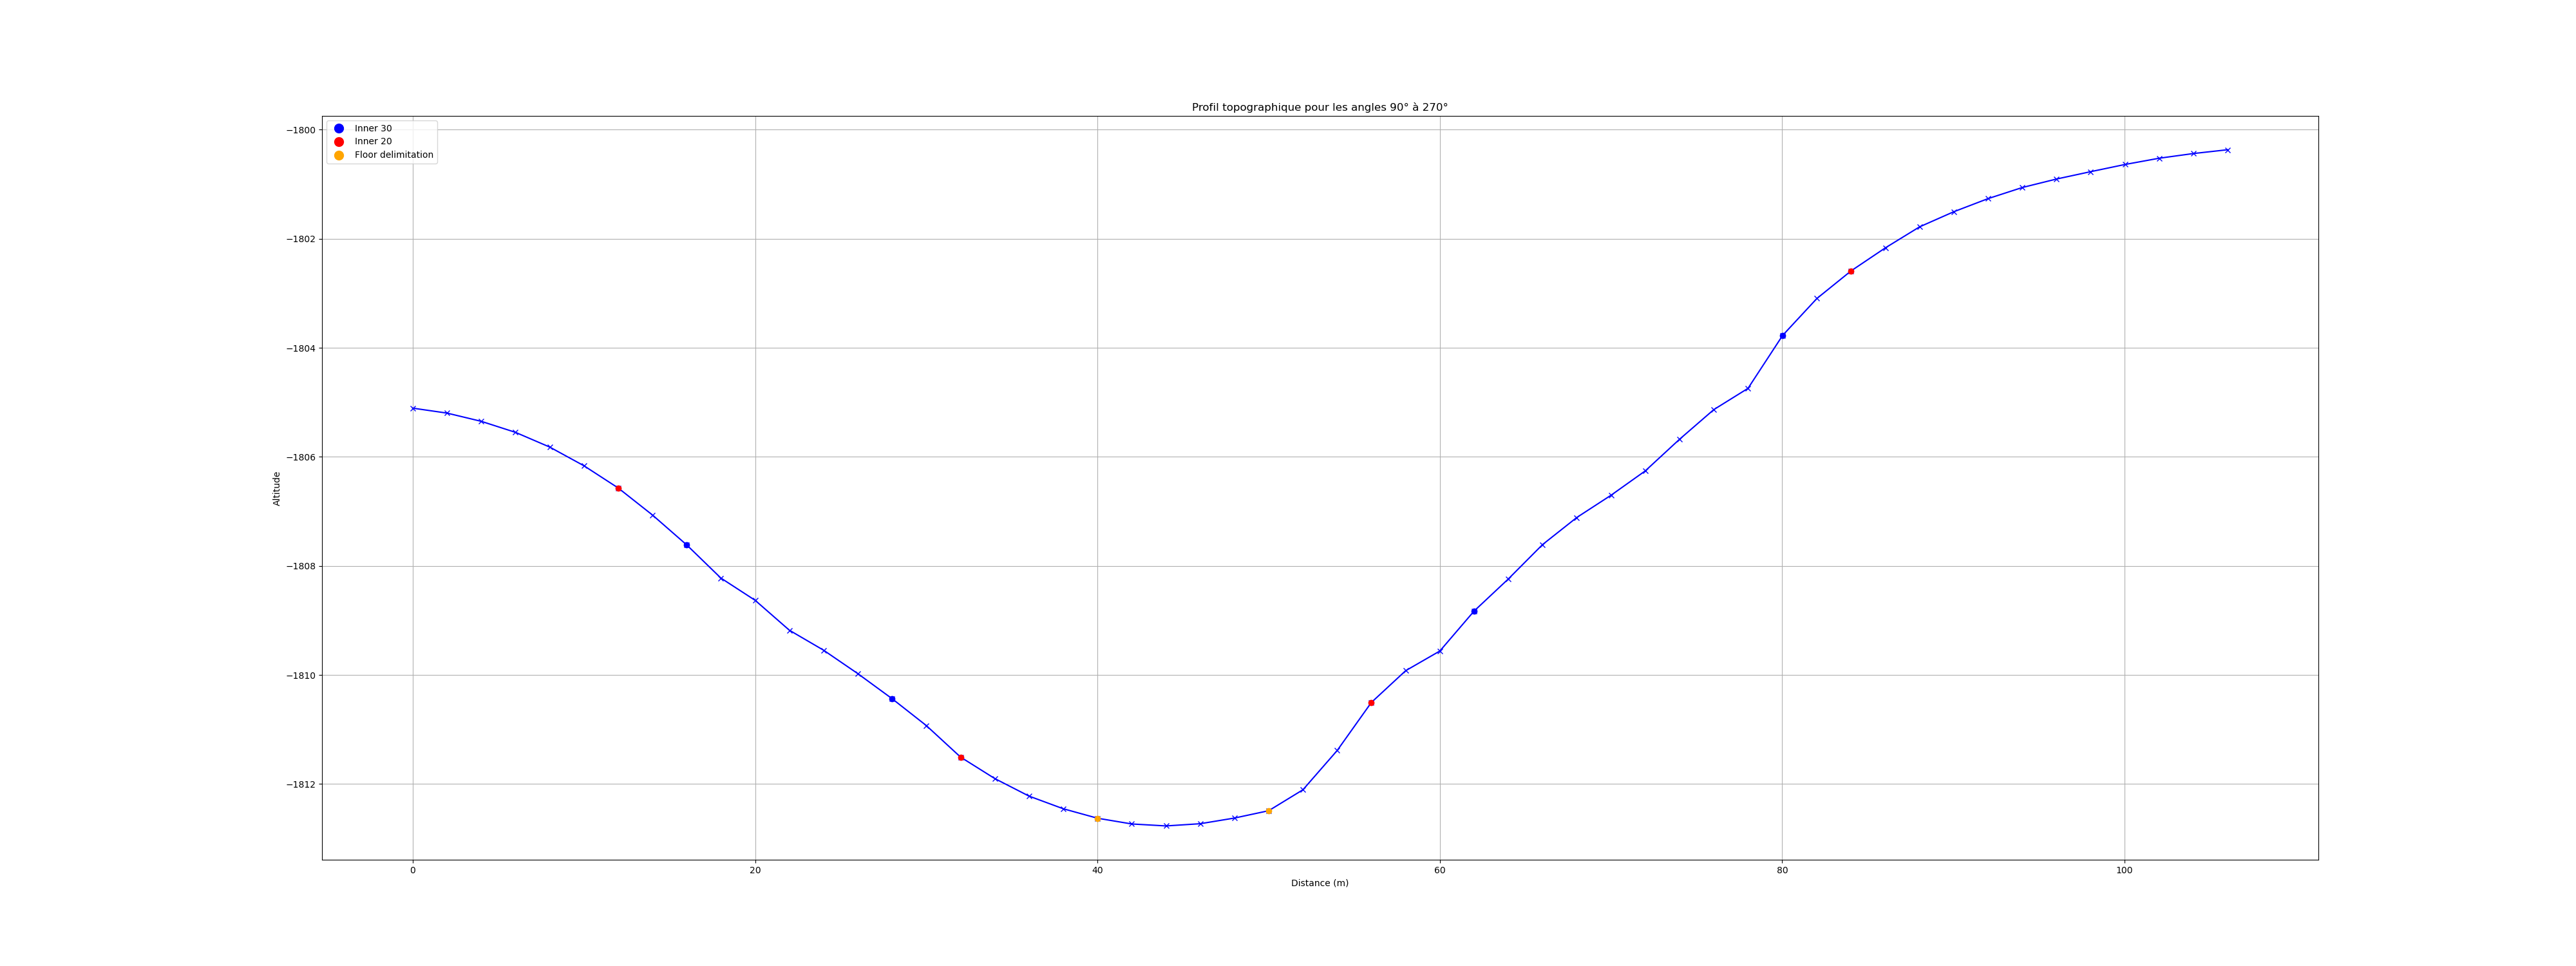 Profil topographique pour les angles 90° à 270°
Inner 30
Inner 20
Floor delimitation
−1800
−1802
−1804
−1806
−1808
−1810
−1812
Altitude
0 20 40 60 80 100
Distance (m)